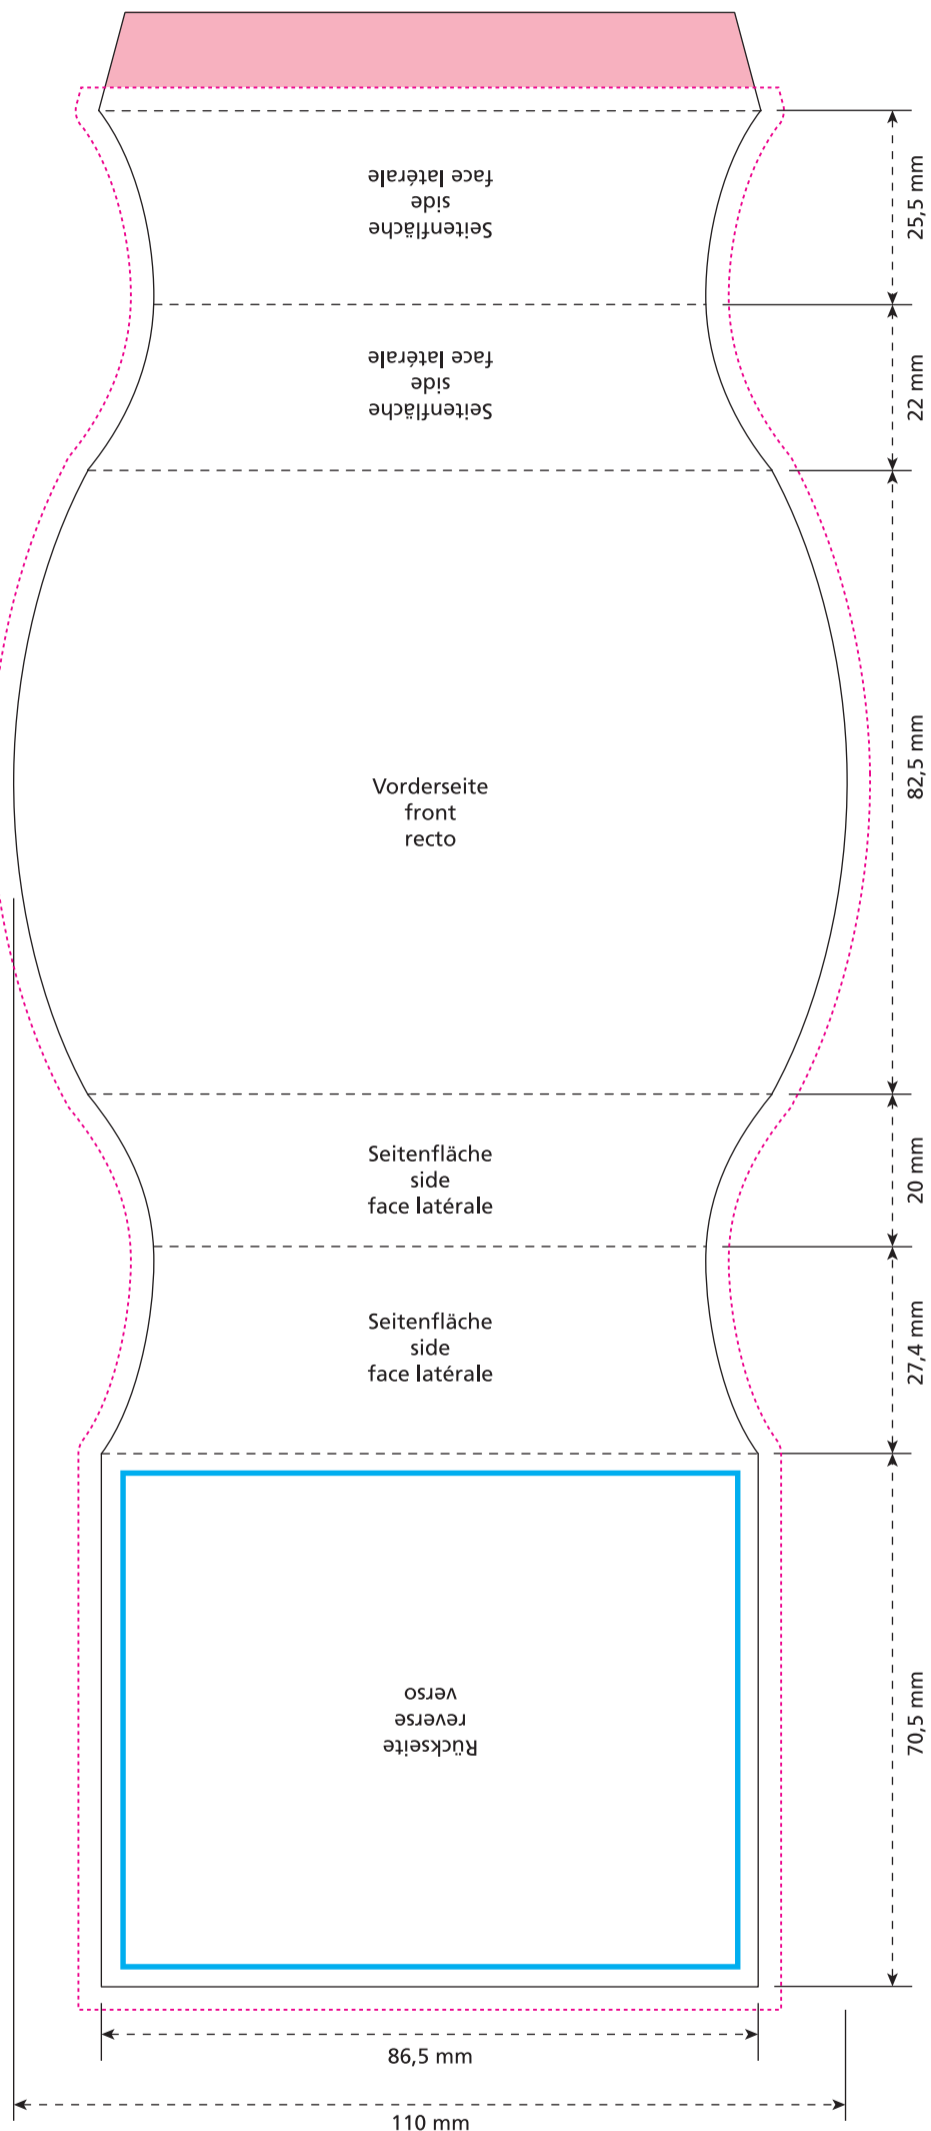 Seitenfläche
side
face latérale
25,5 mm
Seitenfläche
side
face latérale
22 mm
Vorderseite
front
recto
82,5 mm
Seitenfläche
side
face latérale
20 mm
Seitenfläche
side
face latérale
27,4 mm
Rückseite
reverse
verso
70,5 mm
86,5 mm
110 mm